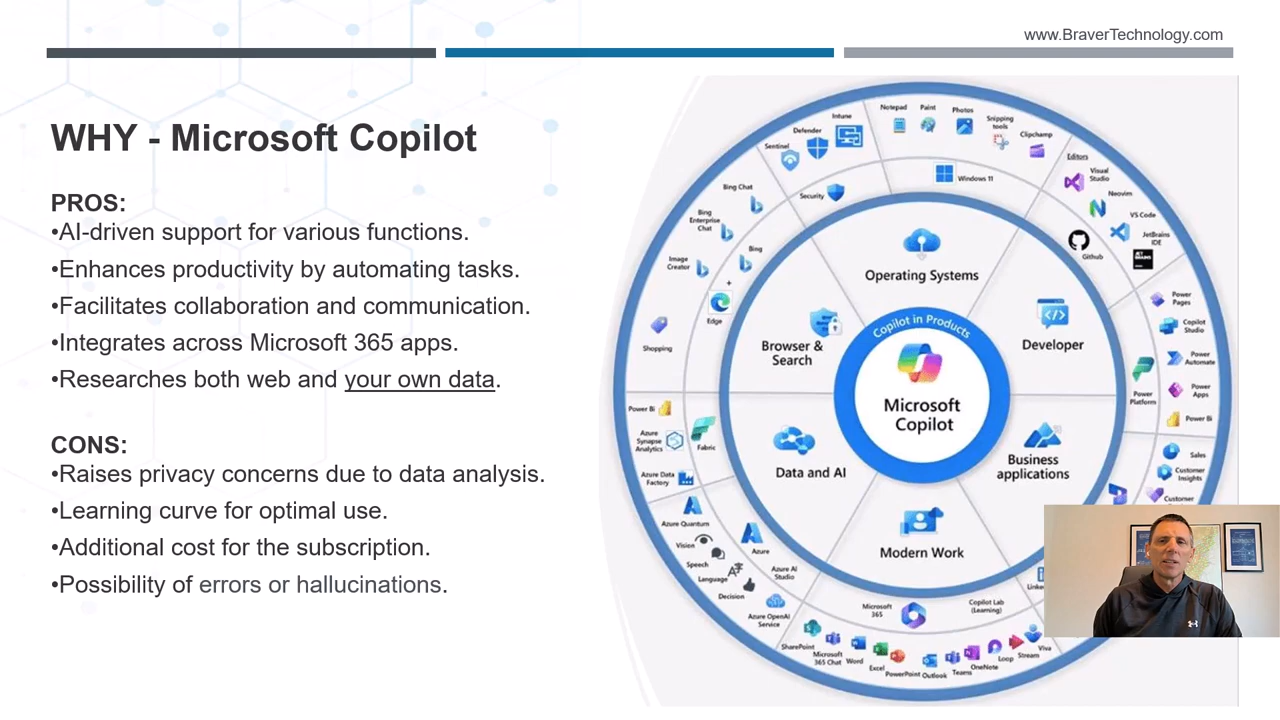 www.BraverTechnology.com
WHY - Microsoft Copilot
PROS:
•AI-driven support for various functions.
•Enhances productivity by automating tasks.
•Facilitates collaboration and communication.
•Integrates across Microsoft 365 apps.
•Researches both web and your own data.
CONS:
•Raises privacy concerns due to data analysis.
•Learning curve for optimal use.
•Additional cost for the subscription.
•Possibility of errors or hallucinations.
Copilot in Products
Microsoft
Copilot
Operating Systems
Developer
Business
applications
Modern Work
Data and AI
Browser &
Search
Windows 11
Notepad
Paint
Photos
Snipping
tools
Clipchamp
Editors
Visual
Studio
Neovim
VS Code
JetBrains
IDE
JET
BRAINS
Github
Power
Pages
Copilot
Studio
Power
Automate
Power
Apps
Power BI
Power
Platform
Sales
Customer
Insights
Customer
Microsoft
365
Copilot Lab
(Learning)
Viva
Stream
Loop
OneNote
Teams
Outlook
PowerPoint
Excel
Word
Microsoft
365 Chat
SharePoint
Azure
Azure AI
Studio
Azure OpenAI
Service
Decision
Language
Speech
Vision
Azure Quantum
Fabric
Azure Data
Factory
Azure
Synapse
Analytics
Power Bi
Shopping
Edge
Image
Creator
Bing
Bing
Enterprise
Chat
Bing Chat
Security
Sentinel
Defender
Intune